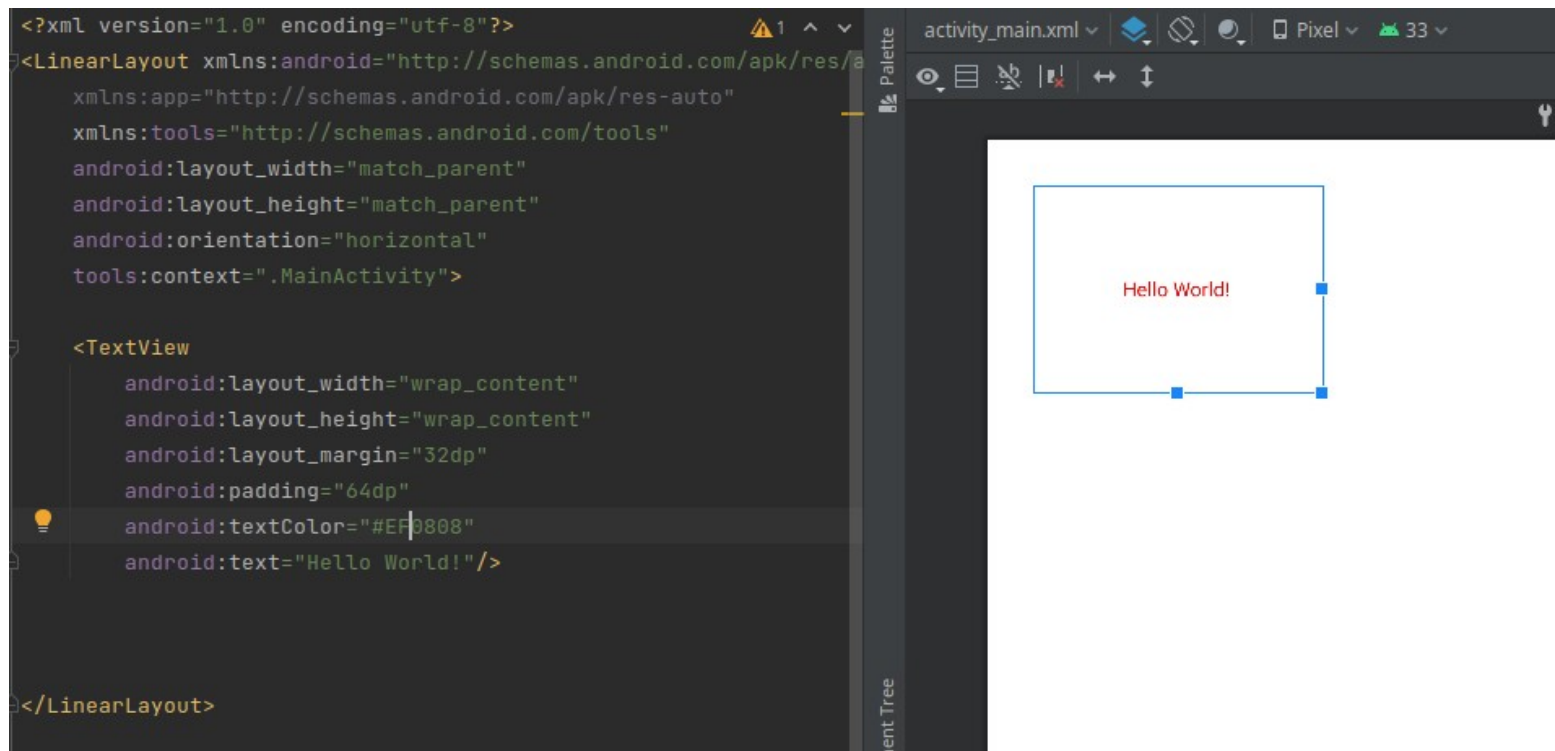 <?xml version="1.0" encoding="utf-8"?>
1
<LinearLayout xmlns:android="http://schemas.android.com/apk/res/a
xmlns:app="http://schemas.android.com/apk/res-auto"
xmlns:tools="http://schemas.android.com/tools"
android:layout_width="match_parent"
android:layout_height="match_parent"
android:orientation="horizontal"
tools:context=".MainActivity">
<TextView
android:layout_width="wrap_content"
android:layout_height="wrap_content"
android:layout_margin="32dp"
android:padding="64dp"
android:textColor="#EF0808"
android:text="Hello World!"/>
</LinearLayout>
Palette
ent Tree
activity_main.xml
Pixel
33
Hello World!